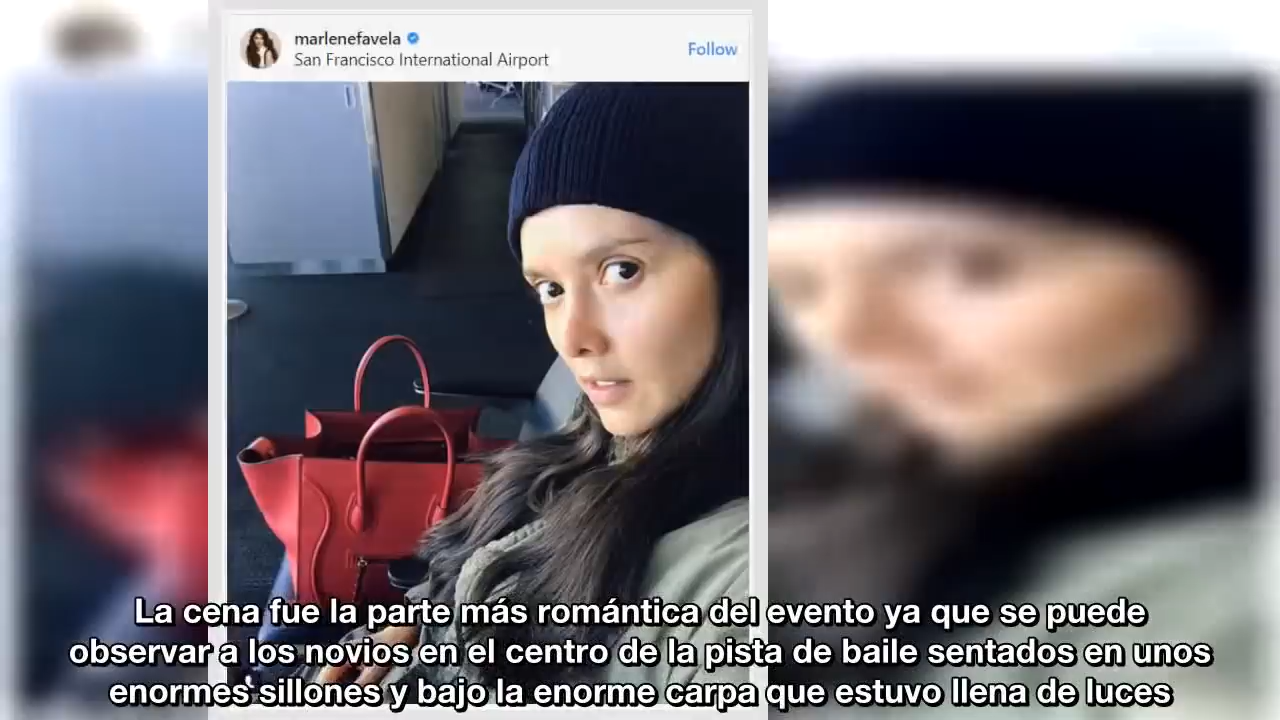 marlenefavela
San Francisco International Airport
Follow
La cena fue la parte más romántica del evento ya que se puede
observar a los novios en el centro de la pista de baile sentados en unos
enormes sillones y bajo la enorme carpa que estuvo llena de luces